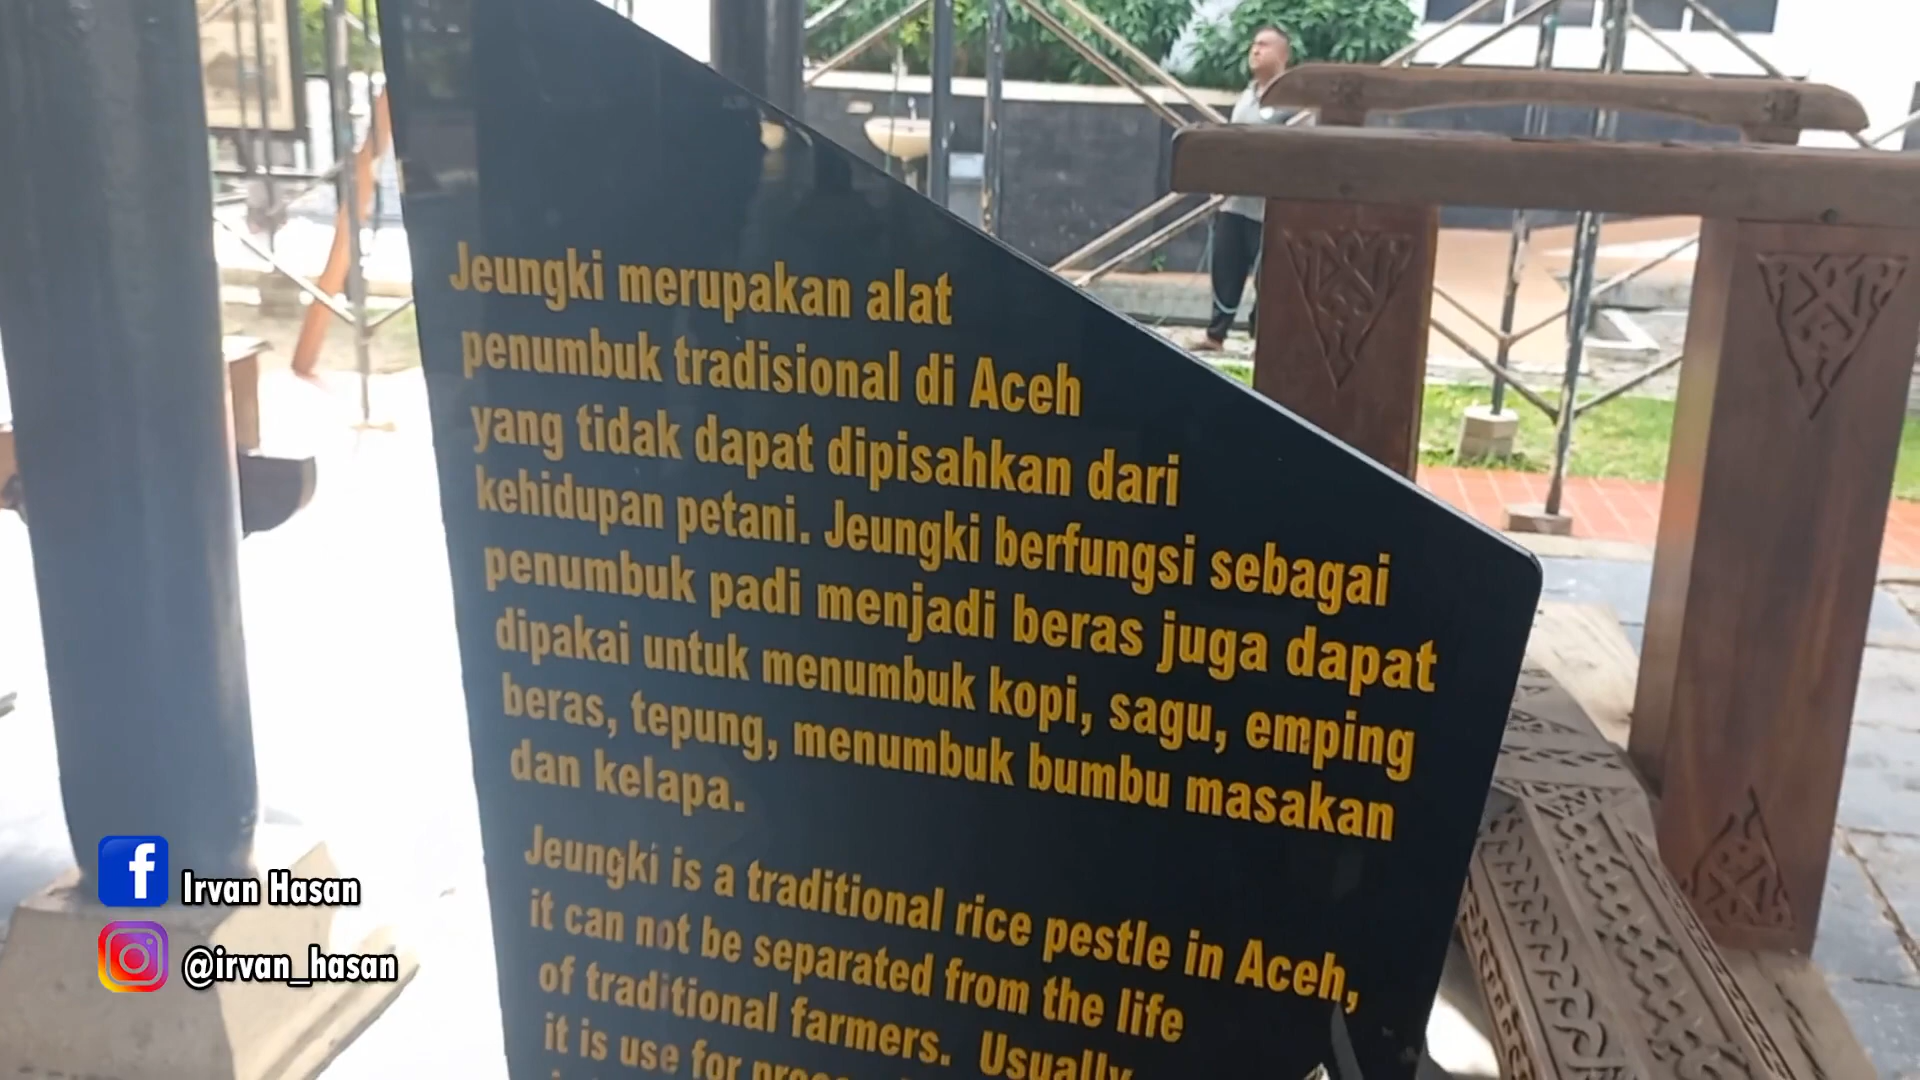 Jeungki merupakan alat
penumbuk tradisional di Aceh
yang tidak dapat dipisahkan dari
kehidupan petani. Jeungki berfungsi sebagai
penumbuk padi menjadi beras juga dapat
dipakai untuk menumbuk kopi, sagu, emping
beras, tepung, menumbuk bumbu masakan
dan kelapa.
Jeungki is a traditional rice pestle in Aceh,
it can not be separated from the life
of traditional farmers. Usually
it is use for
Irvan Hasan
@irvan_hasan